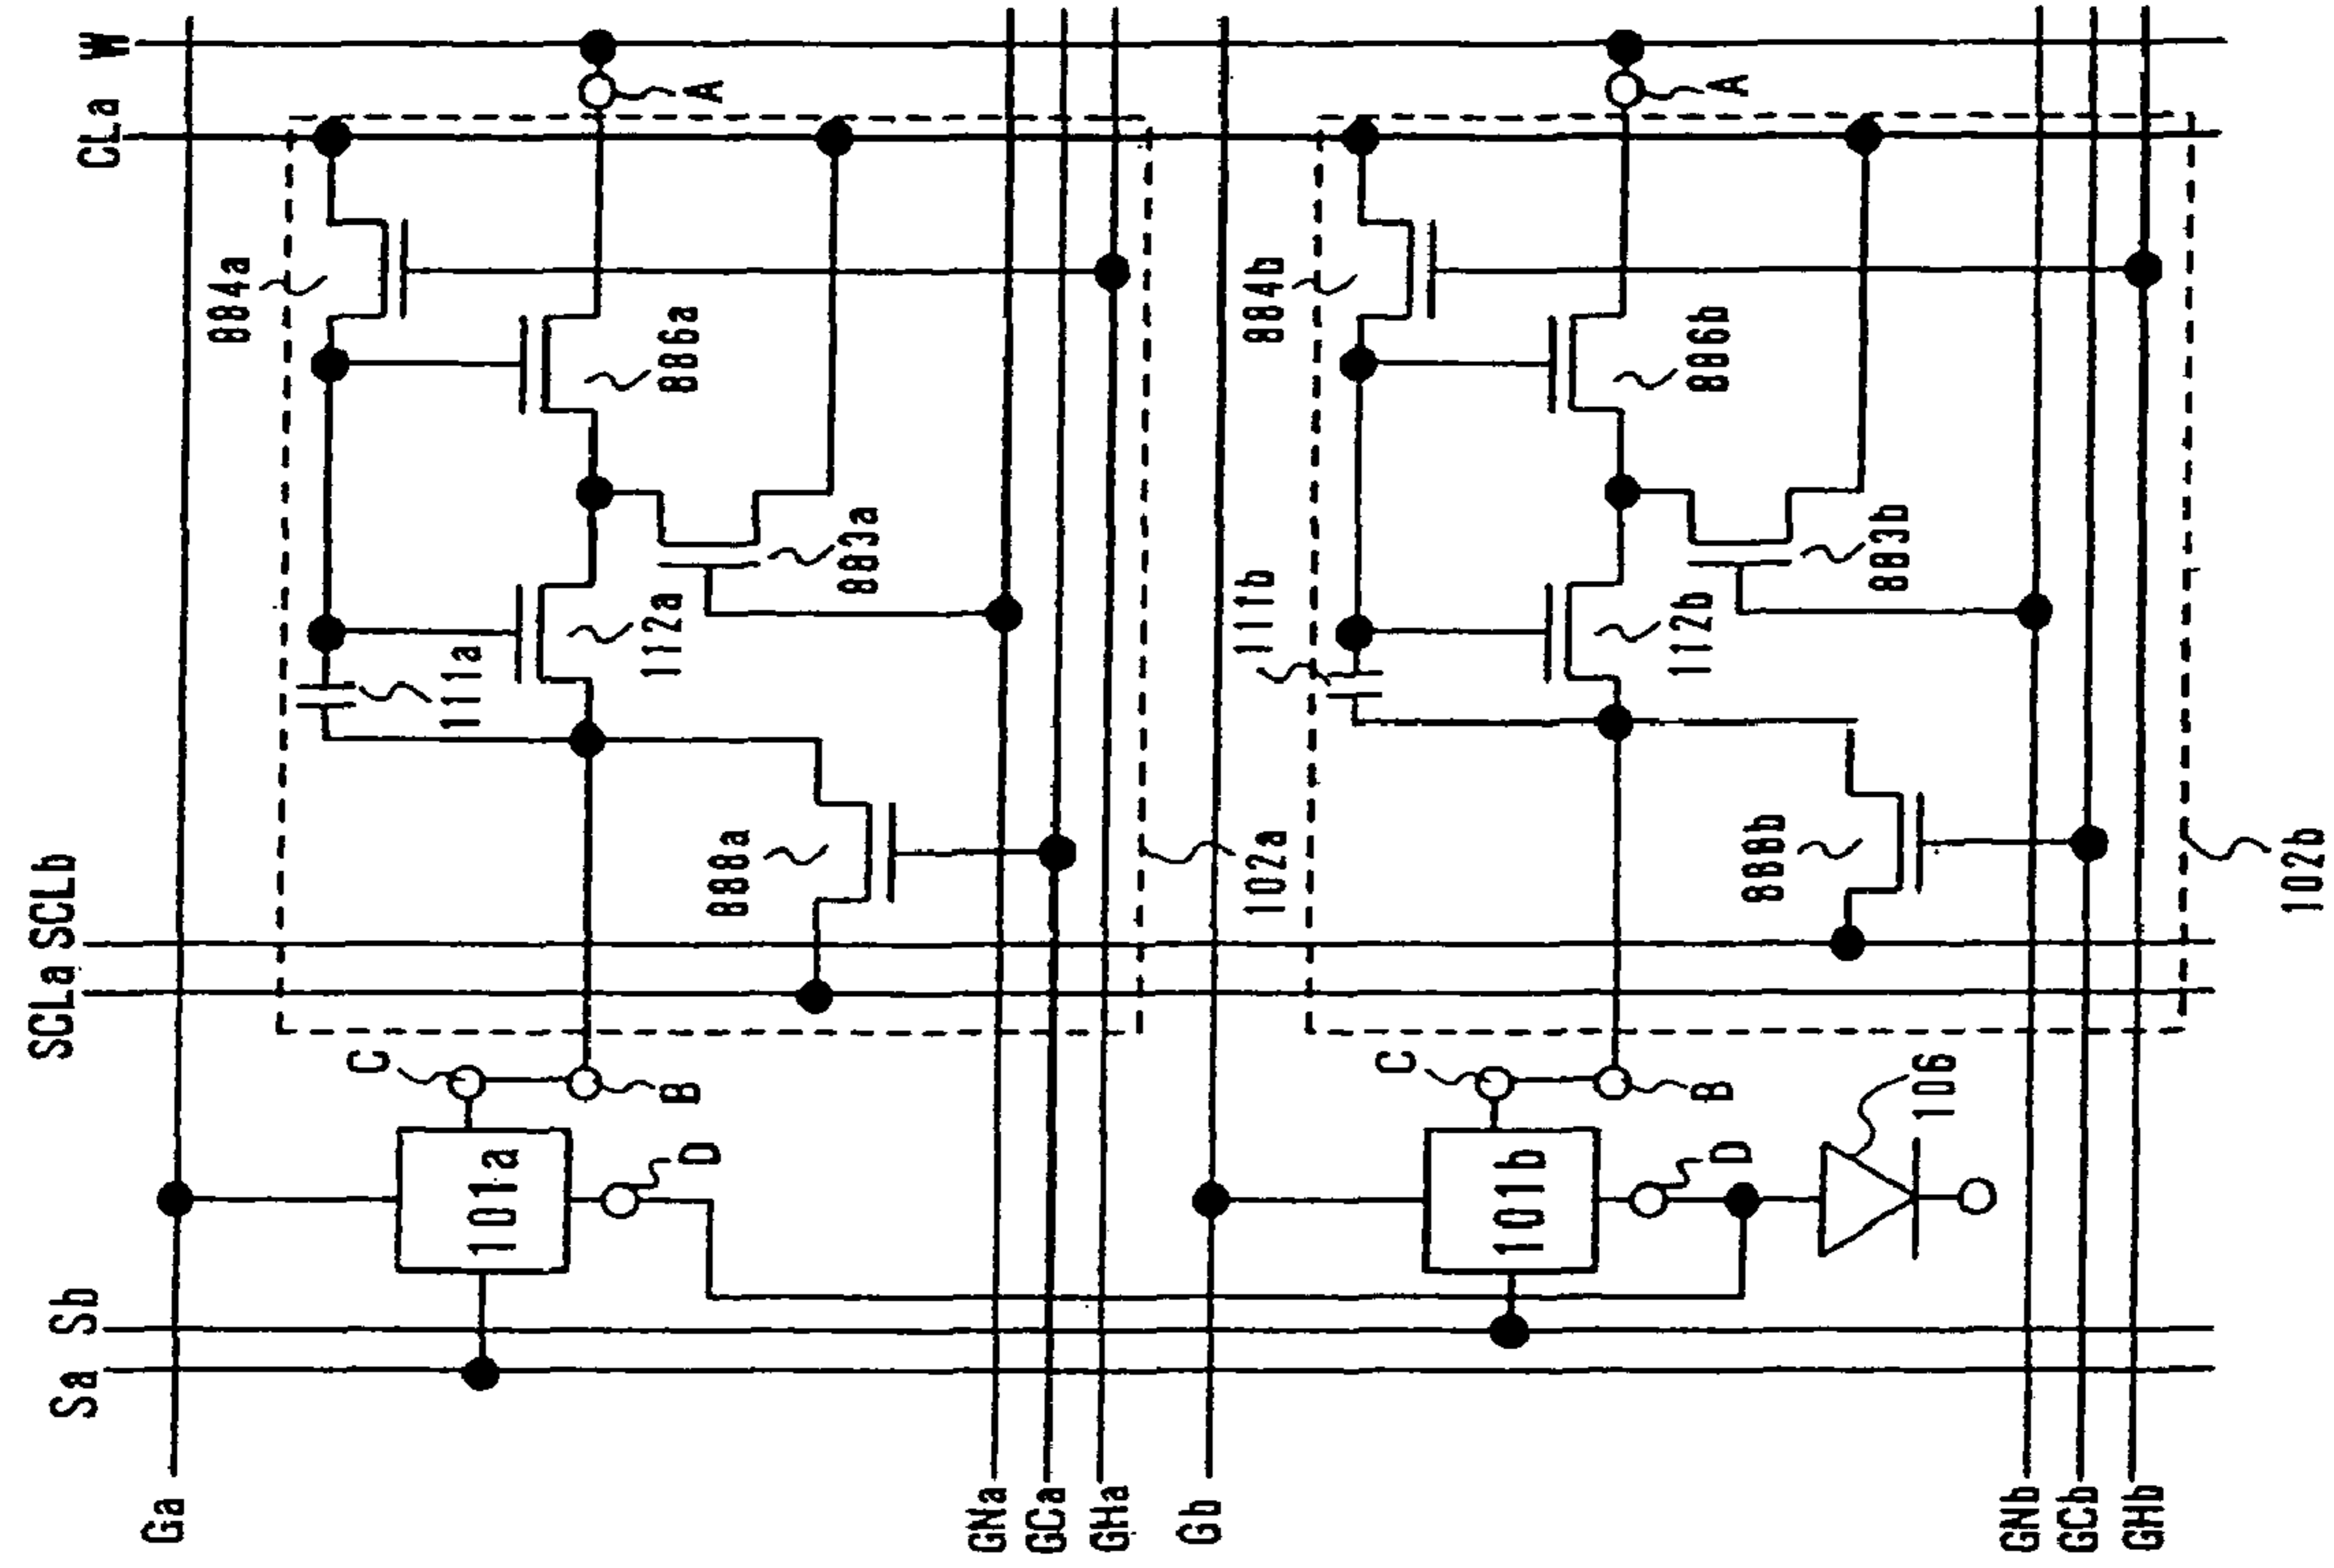 Sa
Sb
SCLa
SCLb
CLa
W
Ga
101a
C
B
D
884a
111a
112a
886a
883a
888a
A
GNa
GCa
GHa
102a
Gb
101b
C
B
D
106
884b
111b
112b
886b
883b
888b
A
GNb
GCb
GHb
102b